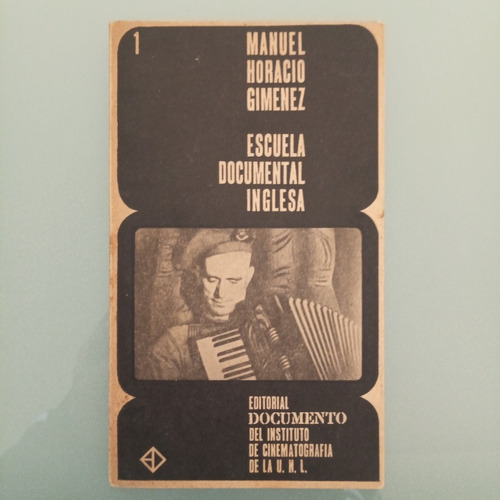 1
MANUEL
HORACIO
GIMENEZ
ESCUELA
DOCUMENTAL
INGLESA
EDITORIAL
DOCUMENTO
DEL INSTITUTO
DE CINEMATOGRAFIA
DE LA U. N. L.